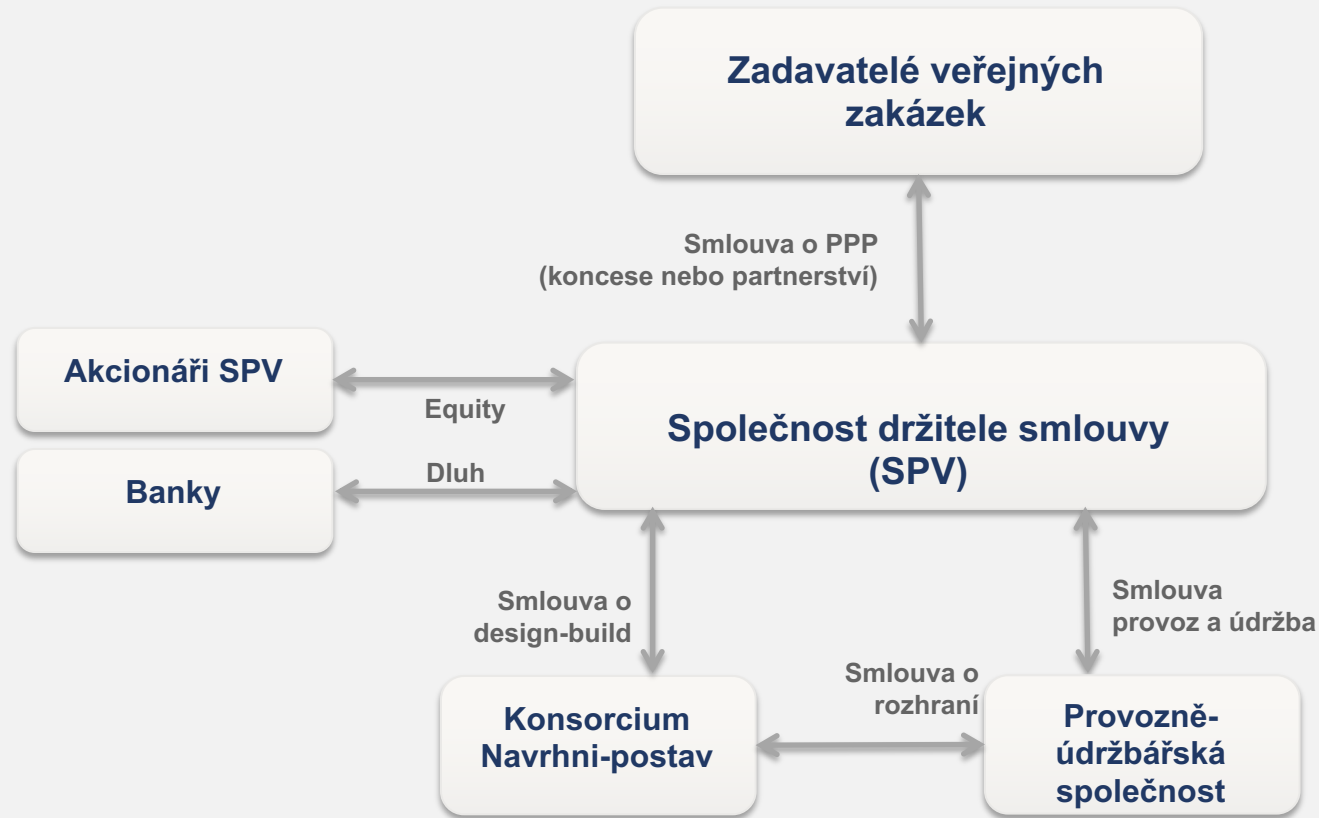 Zadavatelé veřejných
zakázek
Smlouva o PPP
(koncese nebo partnerství)
Akcionáři SPV
Equity
Společnost držitele smlouvy
(SPV)
Dluh
Banky
Smlouva o
design-build
Smlouva
provoz a údržba
Smlouva o
rozhraní
Konsorcium
Navrhni-postav
Provozně-
údržbářská
společnost